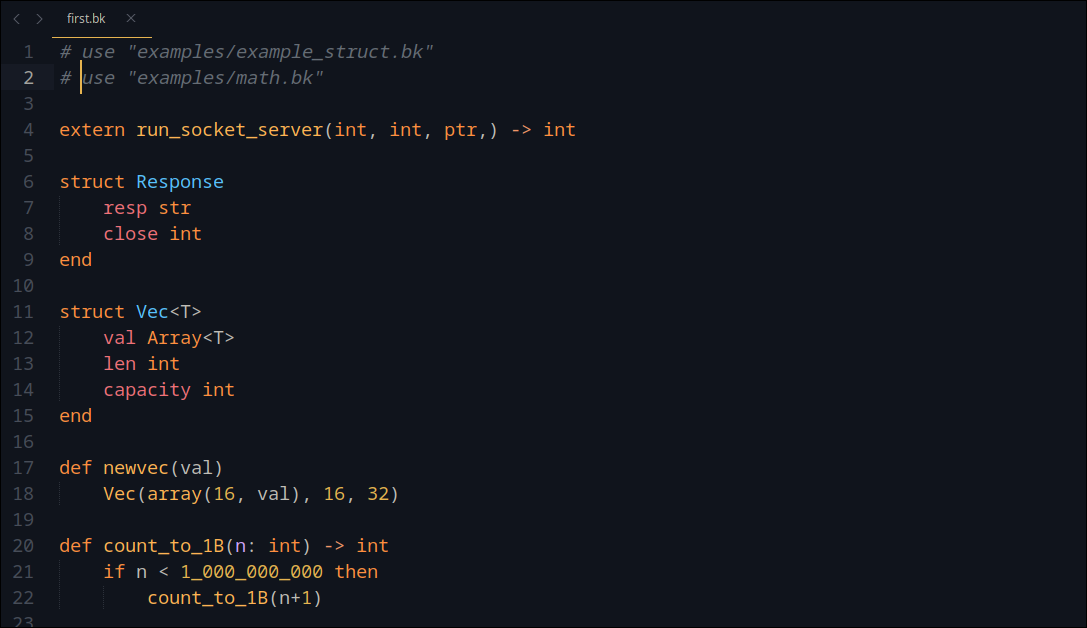 first.bk
1 # use "examples/example_struct.bk"
2 # use "examples/math.bk"
3
4 extern run_socket_server(int, int, ptr,) -> int
5
6 struct Response
7     resp str
8     close int
9 end
10
11 struct Vec<T>
12     val Array<T>
13     len int
14     capacity int
15 end
16
17 def newvec(val)
18     Vec(array(16, val), 16, 32)
19
20 def count_to_1B(n: int) -> int
21     if n < 1_000_000_000 then
22         count_to_1B(n+1)
23